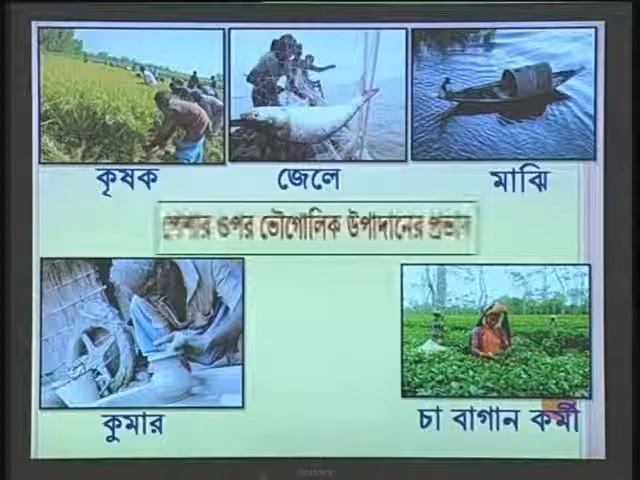 কৃষক
জেলে
মাঝি
পেশার ওপর ভৌগোলিক উপাদানের প্রভাব
কুমার
চা বাগান কর্মী